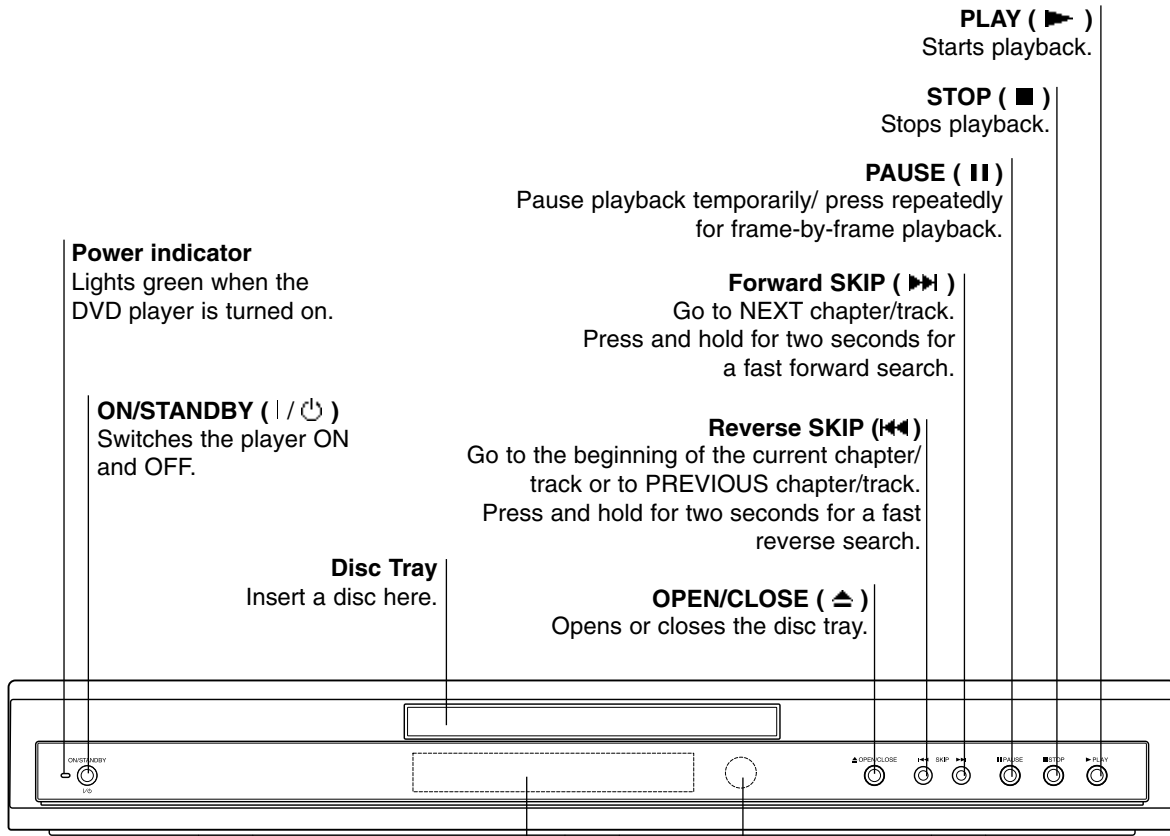 PLAY ( ► )
Starts playback.
STOP ( ■ )
Stops playback.
PAUSE ( II )
Pause playback temporarily/ press repeatedly
for frame-by-frame playback.
Power indicator
Lights green when the
DVD player is turned on.
Forward SKIP ( ▶▶I )
Go to NEXT chapter/track.
Press and hold for two seconds for
a fast forward search.
ON/STANDBY ( I / ⏻ )
Switches the player ON
and OFF.
Reverse SKIP (I◀◀ )
Go to the beginning of the current chapter/
track or to PREVIOUS chapter/track.
Press and hold for two seconds for a fast
reverse search.
Disc Tray
Insert a disc here.
OPEN/CLOSE ( ⏏ )
Opens or closes the disc tray.
ON/STANDBY
I/⏻
⏏ OPEN/CLOSE
I◀◀ SKIP ▶▶I
II PAUSE
■ STOP
► PLAY